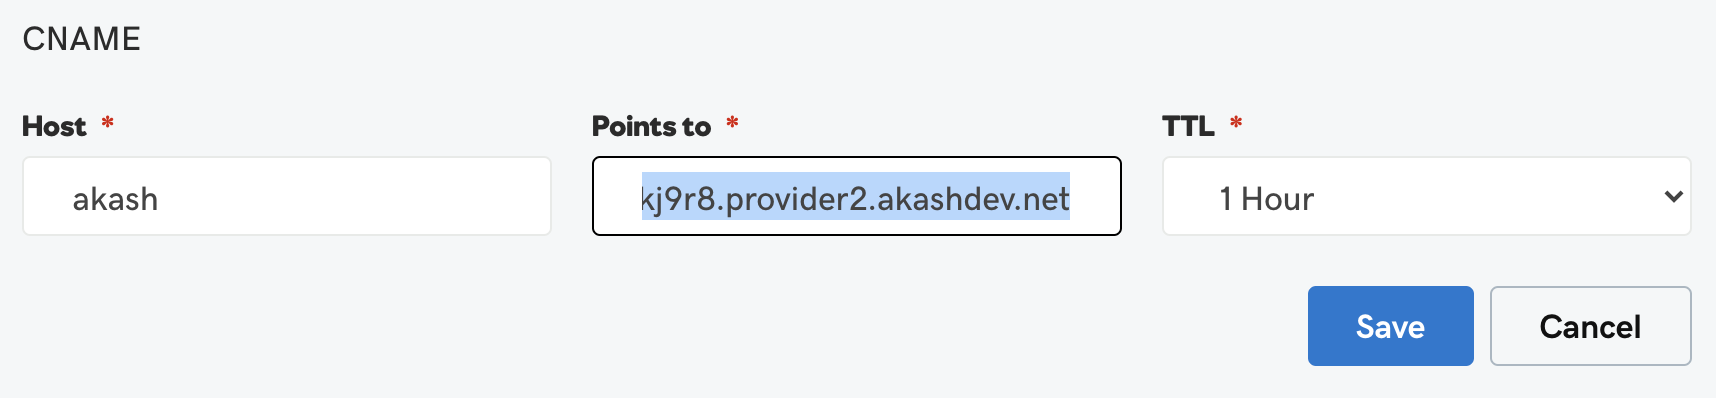 CNAME
Host * Points to * TTL *
akash kj9r8.provider2.akashdev.net 1 Hour
Save Cancel